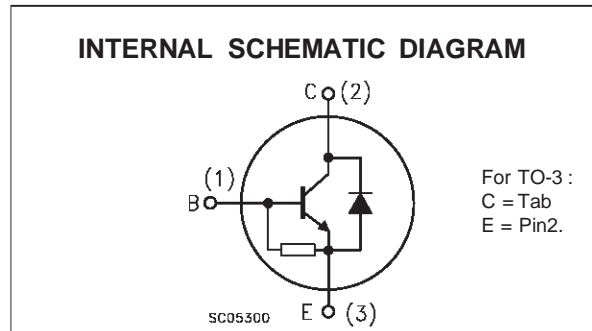 INTERNAL SCHEMATIC DIAGRAM
C (2)
(1)
B
For TO-3 :
C = Tab
E = Pin2.
SC05300
E (3)